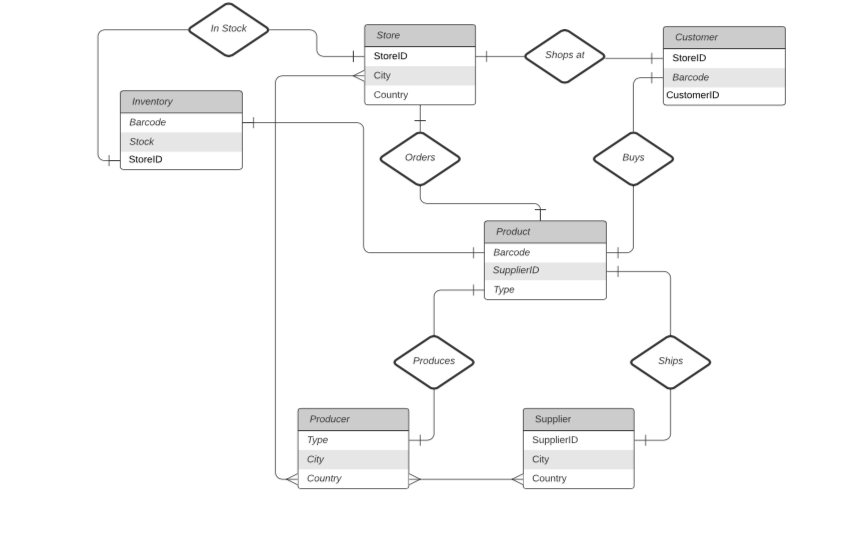 In Stock
Store
StoreID
City
Country
Shops at
Customer
StoreID
Barcode
CustomerID
Inventory
Barcode
Stock
StoreID
Orders
Buys
Product
Barcode
SupplierID
Type
Produces
Ships
Producer
Type
City
Country
Supplier
SupplierID
City
Country